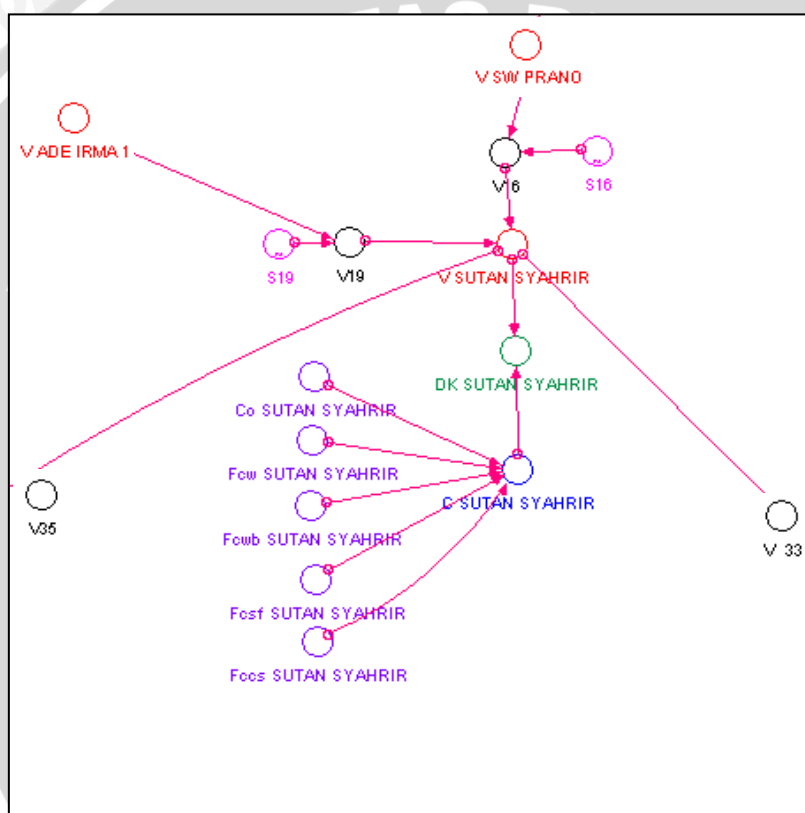 V SW PRANO
V ADE IRMA 1
V16
S16
S19
V19
V SUTAN SYAHRIR
DK SUTAN SYAHRIR
Co SUTAN SYAHRIR
Fcw SUTAN SYAHRIR
C SUTAN SYAHRIR
V35
Fcwb SUTAN SYAHRIR
V 33
Fcsf SUTAN SYAHRIR
Fccs SUTAN SYAHRIR